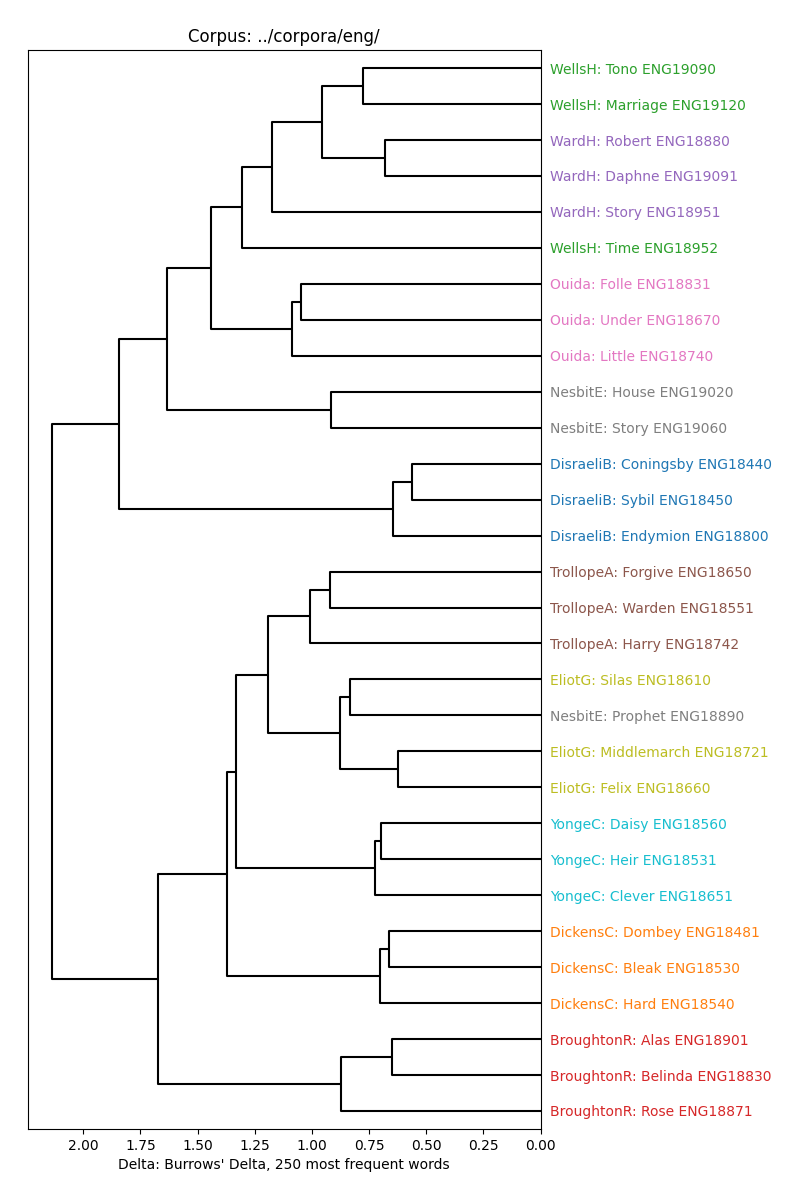 Corpus: ../corpora/eng/
WellsH: Tono ENG19090
WellsH: Marriage ENG19120
WardH: Robert ENG18880
WardH: Daphne ENG19091
WardH: Story ENG18951
WellsH: Time ENG18952
Ouida: Folle ENG18831
Ouida: Under ENG18670
Ouida: Little ENG18740
NesbitE: House ENG19020
NesbitE: Story ENG19060
DisraeliB: Coningsby ENG18440
DisraeliB: Sybil ENG18450
DisraeliB: Endymion ENG18800
TrollopeA: Forgive ENG18650
TrollopeA: Warden ENG18551
TrollopeA: Harry ENG18742
EliotG: Silas ENG18610
NesbitE: Prophet ENG18890
EliotG: Middlemarch ENG18721
EliotG: Felix ENG18660
YongeC: Daisy ENG18560
YongeC: Heir ENG18531
YongeC: Clever ENG18651
DickensC: Dombey ENG18481
DickensC: Bleak ENG18530
DickensC: Hard ENG18540
BroughtonR: Alas ENG18901
BroughtonR: Belinda ENG18830
BroughtonR: Rose ENG18871
2.00 1.75 1.50 1.25 1.00 0.75 0.50 0.25 0.00
Delta: Burrows' Delta, 250 most frequent words